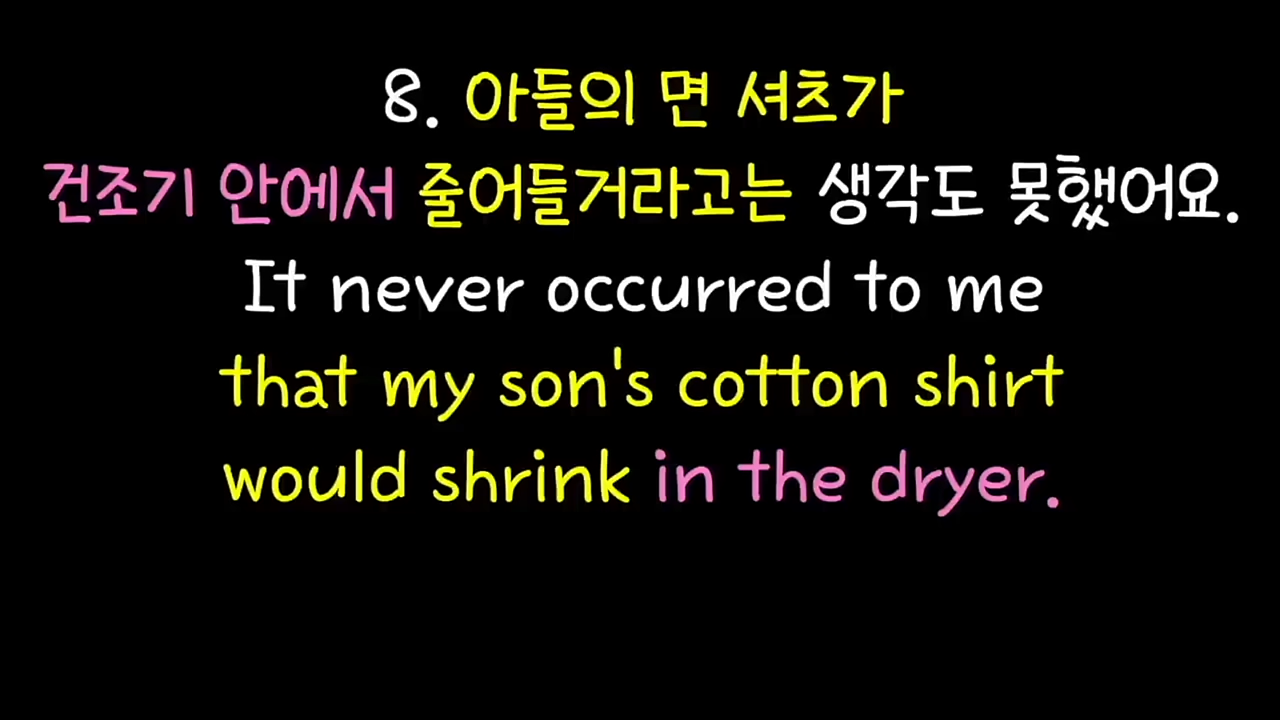 8. 아들의 면 셔츠가
건조기 안에서 줄어들거라고는 생각도 못했어요.
It never occurred to me
that my son's cotton shirt
would shrink in the dryer.